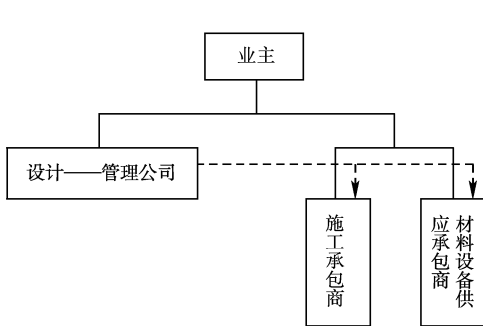 业主
设计——管理公司
施工承包商
材料设备供
应承包商